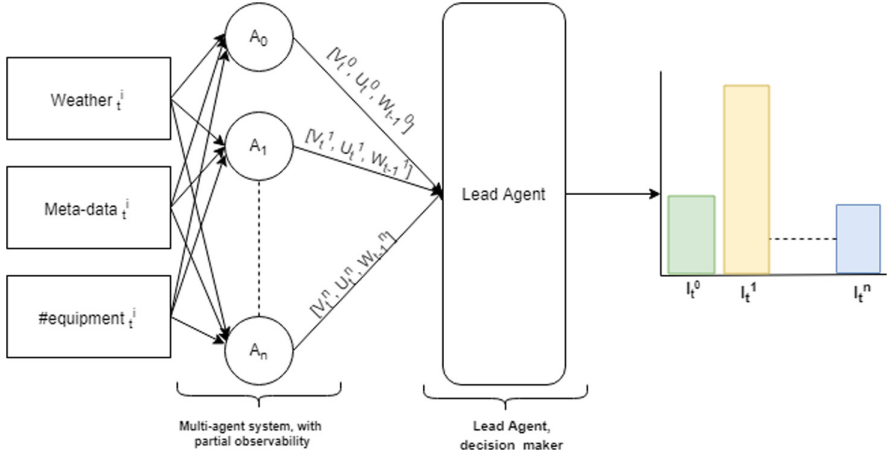 Weather t i
Meta-data t i
#equipment t i
A0
A1
An
[Vt0, Ut0, Wt-10]
[Vt1, Ut1, Wt-11]
[Vtn, Utn, Wt-1n]
Multi-agent system, with
partial observability
Lead Agent
Lead Agent,
decision maker
It0
It1
Itn